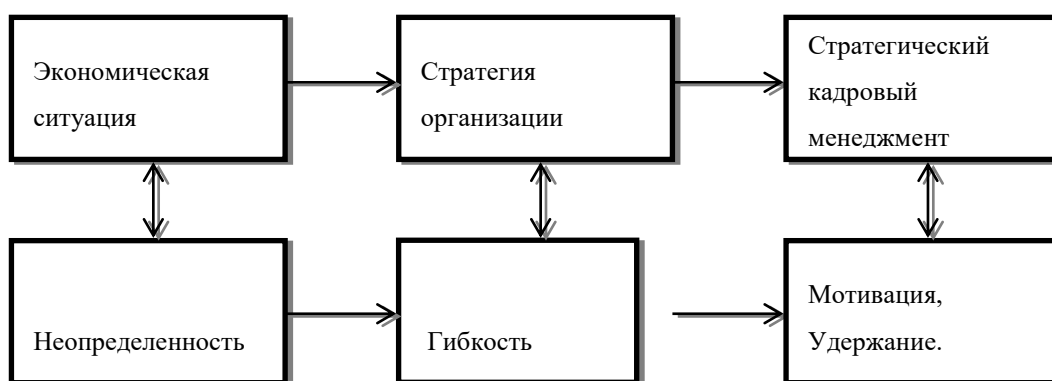 Экономическая
ситуация
Стратегия
организации
Стратегический
кадровый
менеджмент
Неопределенность
Гибкость
Мотивация,
Удержание.